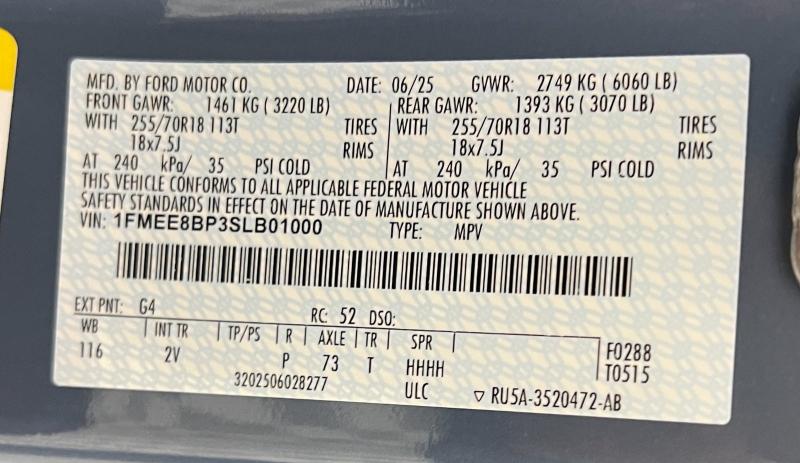 MFD. BY FORD MOTOR CO. DATE: 06/25 GVWR: 2749 KG ( 6060 LB)
FRONT GAWR: 1461 KG ( 3220 LB) REAR GAWR: 1393 KG ( 3070 LB)
WITH 255/70R18 113T TIRES WITH 255/70R18 113T TIRES
18x7.5J RIMS 18x7.5J RIMS
AT 240 kPa/ 35 PSI COLD AT 240 kPa/ 35 PSI COLD
THIS VEHICLE CONFORMS TO ALL APPLICABLE FEDERAL MOTOR VEHICLE
SAFETY STANDARDS IN EFFECT ON THE DATE OF MANUFACTURE SHOWN ABOVE.
VIN: 1FMEE8BP3SLB01000 TYPE: MPV
EXT PNT: G4 RC: 52 DSO:
WB INT TR TP/PS R AXLE TR SPR F0288
116 2V P 73 T HHHH T0515
3202506028277 ULC ▽ RU5A-3520472-AB